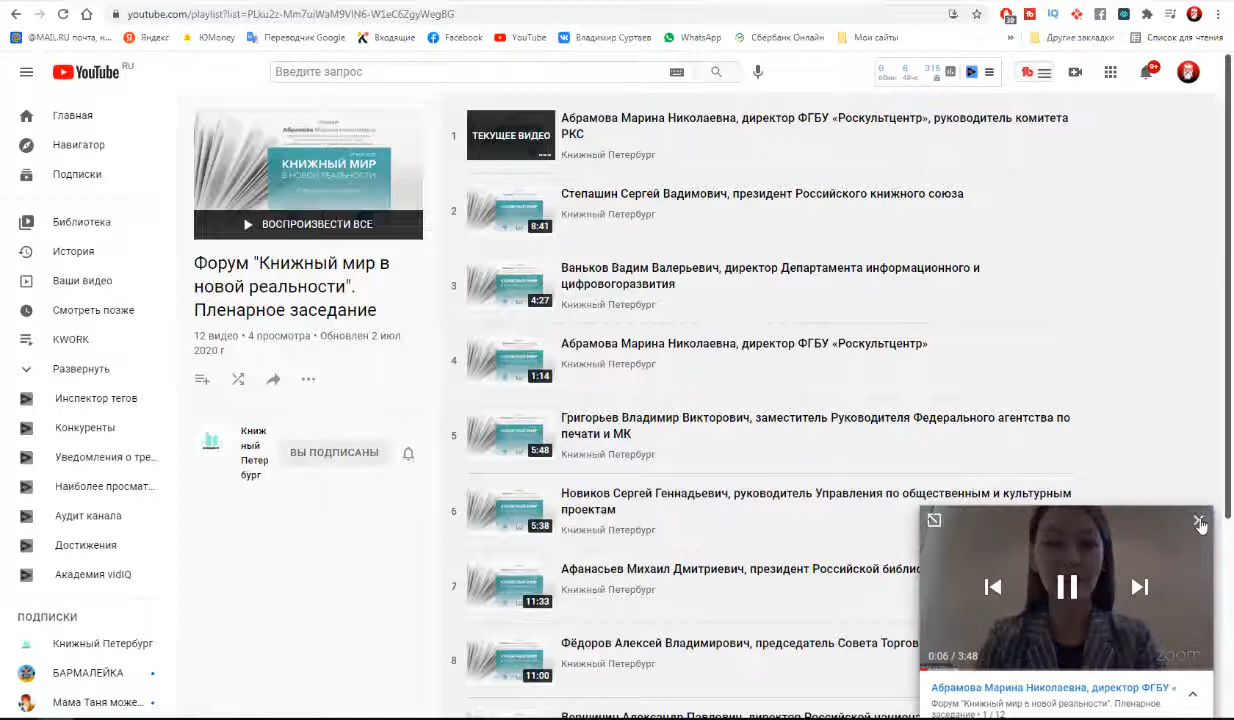 youtube.com/playlist?list=PLku2z-Mm7uiWaM9VIN6-W1eC6ZgyWegBG
@MAIL.RU почта, н... Яндекс ЮMoney Переводчик Google Входящие Facebook YouTube Владимир Суртаев WhatsApp Сбербанк Онлайн Мои сайты » Другие закладки Список для чтения
YouTube RU
Введите запрос
0 6 316
9+
Главная
Навигатор
Подписки
Библиотека
История
Ваши видео
Смотреть позже
KWORK
Развернуть
Инспектор тегов
Конкуренты
Уведомления о тре...
Наиболее просмат...
Аудит канала
Достижения
Академия vidIQ
ПОДПИСКИ
Книжный Петербург
БАРМАЛЕЙКА
Мама Таня може...
КНИЖНЫЙ МИР
В НОВОЙ РЕАЛЬНОСТИ
ВОСПРОИЗВЕСТИ ВСЕ
Форум "Книжный мир в
новой реальности".
Пленарное заседание
12 видео • 4 просмотра • Обновлен 2 июл.
2020 г
Книж
ный
Петер
бург
ВЫ ПОДПИСАНЫ
1
ТЕКУЩЕЕ ВИДЕО
Абрамова Марина Николаевна, директор ФГБУ «Роскультцентр», руководитель комитета
РКС
Книжный Петербург
2
8:41
Степашин Сергей Вадимович, президент Российского книжного союза
Книжный Петербург
3
4:27
Ваньков Вадим Валерьевич, директор Департамента информационного и
цифровогоразвития
Книжный Петербург
4
1:14
Абрамова Марина Николаевна, директор ФГБУ «Роскультцентр»
Книжный Петербург
5
5:48
Григорьев Владимир Викторович, заместитель Руководителя Федерального агентства по
печати и МК
Книжный Петербург
6
5:38
Новиков Сергей Геннадьевич, руководитель Управления по общественным и культурным
проектам
Книжный Петербург
7
11:33
Афанасьев Михаил Дмитриевич, президент Российской библио
Книжный Петербург
8
11:00
Фёдоров Алексей Владимирович, председатель Совета Торгов
Книжный Петербург
0:06 / 3:48
zoom
Абрамова Марина Николаевна, директор ФГБУ «
Форум "Книжный мир в новой реальности". Пленарное
заседание • 1 / 12